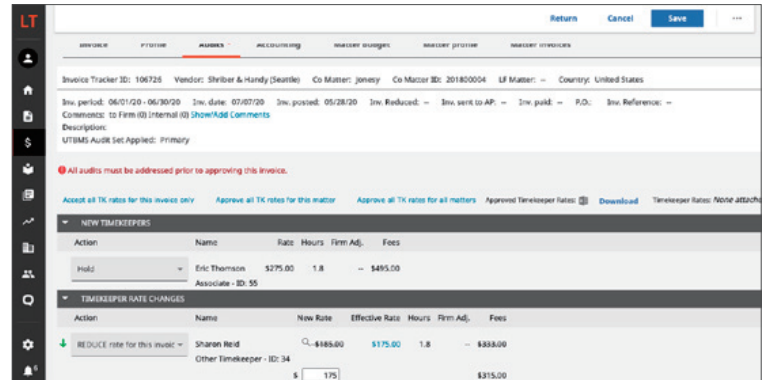 LT
Return Cancel Save ...
Invoice Profile Audits Accounting Matter Budget Matter profile Matter invoices
Invoice Tracker ID: 106725 Vendor: Shriber & Handy (Seattle) Co Matter: Jonesy Co Matter ID: 201800004 LF Matter: -- Country: United States
Inv. period: 06/01/20 - 06/30/20 Inv. date: 07/07/20 Inv. posted: 05/28/20 Inv. Reduced: -- Inv. sent to AP: -- Inv. paid: -- P.O.: Inv. Reference: --
Comments: to Firm (0) Internal (0) Show/Add Comments
Description:
UTBMS Audit Set Applied: Primary
All audits must be addressed prior to approving this invoice.
Accept all TK rates for this invoice only Approve all TK rates for this matter Approve all TK rates for all matters Approved Timekeeper Rates: Download Timekeeper Rates: None attache
NEW TIMEKEEPERS
Action Name Rate Hours Firm Adj. Fees
Hold Eric Thomson $275.00 1.8 -- $495.00
Associate - ID: 55
TIMEKEEPER RATE CHANGES
Action Name New Rate Effective Rate Hours Firm Adj. Fees
REDUCE rate for this invoic Sharon Reid $185.00 $175.00 1.8 -- $333.00
Other Timekeeper - ID: 34
$ 175 $315.00
6